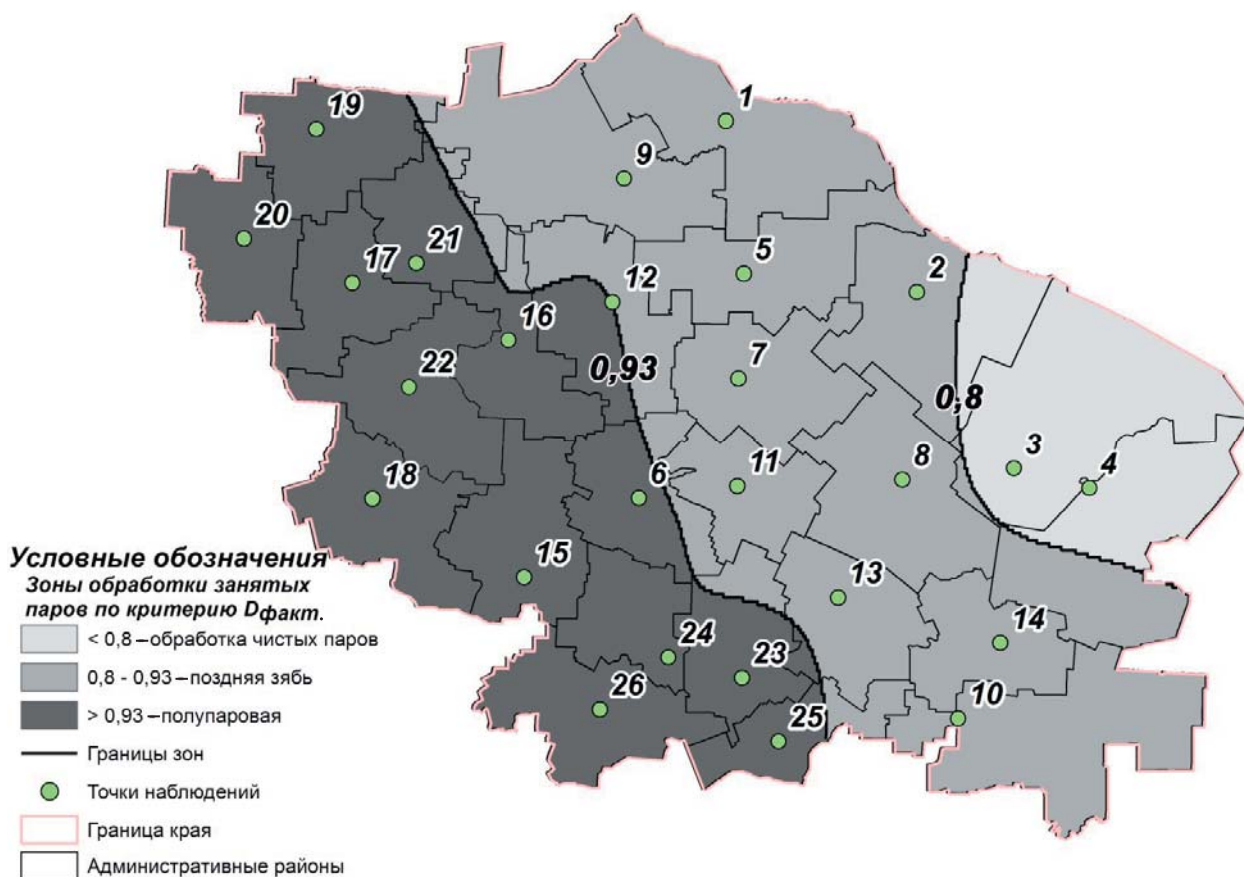 1
19
9
20
21
5
2
17
12
16
7
0,93
22
0,8
3
8
4
11
18
6
Условные обозначения
Зоны обработки занятых
паров по критерию Dфакт.
< 0,8 – обработка чистых паров
0,8 - 0,93 – поздняя зябь
> 0,93 – полупаровая
Границы зон
Точки наблюдений
Граница края
Административные районы
15
13
14
24
23
26
10
25